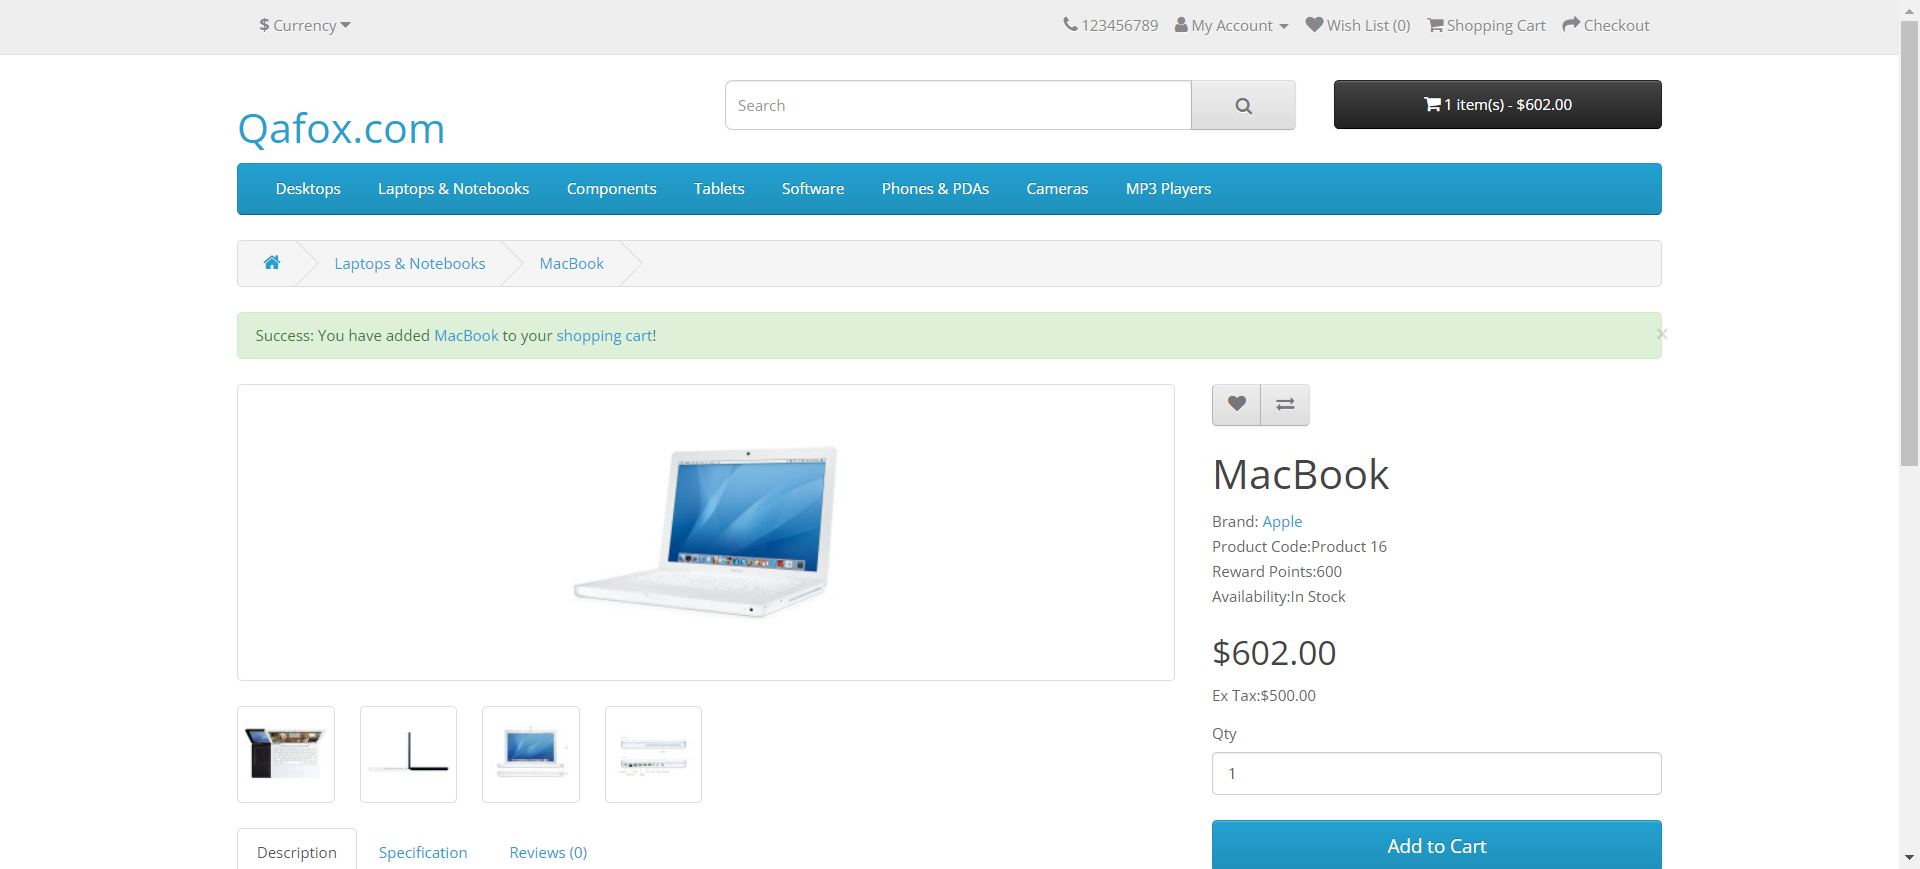 $ Currency
123456789 My Account Wish List (0) Shopping Cart Checkout
Qafox.com
Search
1 item(s) - $602.00
Desktops Laptops & Notebooks Components Tablets Software Phones & PDAs Cameras MP3 Players
Laptops & Notebooks MacBook
Success: You have added MacBook to your shopping cart!
×
MacBook
Brand: Apple
Product Code:Product 16
Reward Points:600
Availability:In Stock
$602.00
Ex Tax:$500.00
Qty
1
Add to Cart
Description Specification Reviews (0)